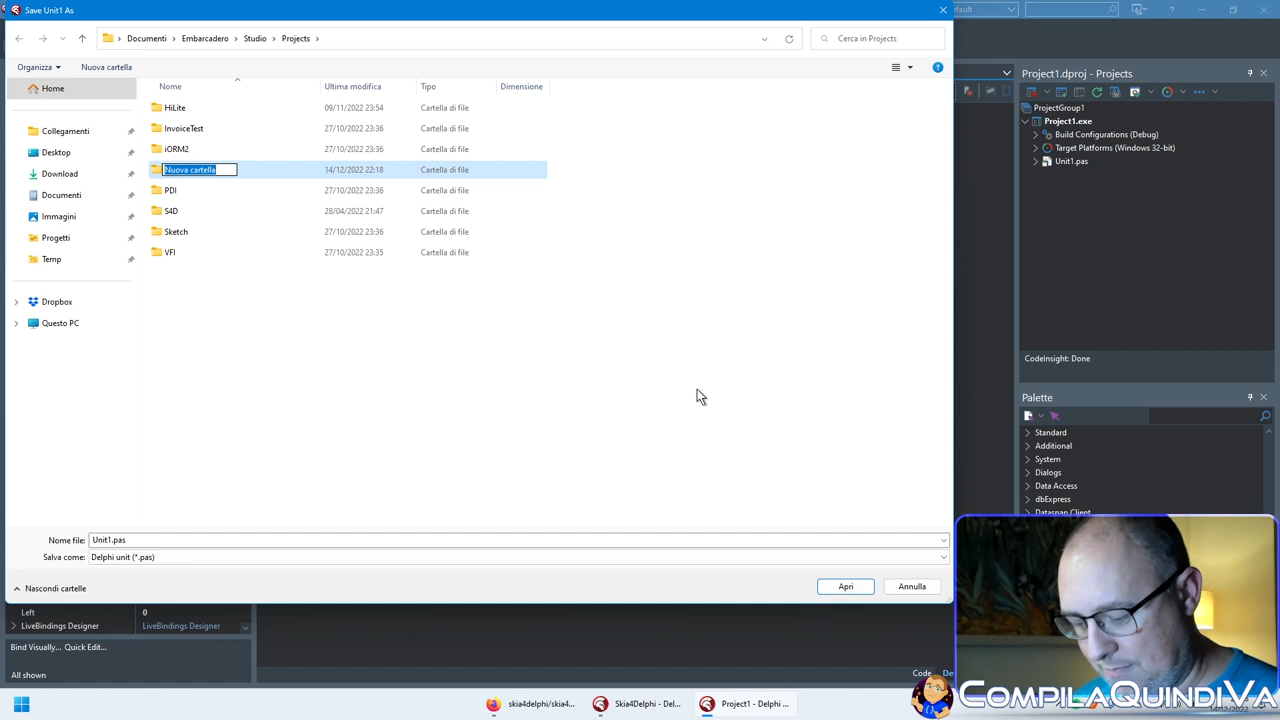 Save Unit1 As
efault
Documenti
Embarcadero
Studio
Projects
Cerca in Projects
Organizza
Nuova cartella
Nome
Ultima modifica
Tipo
Dimensione
Home
Collegamenti
Desktop
Download
Documenti
Immagini
Progetti
Temp
Dropbox
Questo PC
HiLite 09/11/2022 23:54 Cartella di file
InvoiceTest 27/10/2022 23:36 Cartella di file
iORM2 27/10/2022 23:36 Cartella di file
Nuova cartella 14/12/2022 22:18 Cartella di file
PDI 27/10/2022 23:36 Cartella di file
S4D 28/04/2022 21:47 Cartella di file
Sketch 27/10/2022 23:36 Cartella di file
VFI 27/10/2022 23:35 Cartella di file
Nome file: Unit1.pas
Salva come: Delphi unit (*.pas)
Nascondi cartelle
Apri
Annulla
Project1.dproj - Projects
ProjectGroup1
Project1.exe
Build Configurations (Debug)
Target Platforms (Windows 32-bit)
Unit1.pas
CodeInsight: Done
Palette
Standard
Additional
System
Dialogs
Data Access
dbExpress
Datasnap Client
Left 0
LiveBindings Designer LiveBindings Designer
Bind Visually... Quick Edit...
All shown
Code
De
skia4delphi/skia4...
Skia4Delphi - Del...
Project1 - Delphi ...
CompilaQuindiVa
14/12/2022